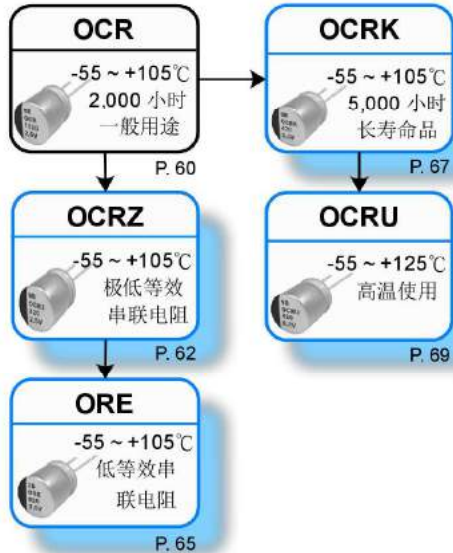 OCR
-55 ~ +105℃
2,000 小时
一般用途
P. 60
OCRK
-55 ~ +105℃
5,000 小时
长寿命品
P. 67
OCRZ
-55 ~ +105℃
极低等效
串联电阻
P. 62
OCRU
-55 ~ +125℃
高温使用
P. 69
ORE
-55 ~ +105℃
低等效串
联电阻
P. 65